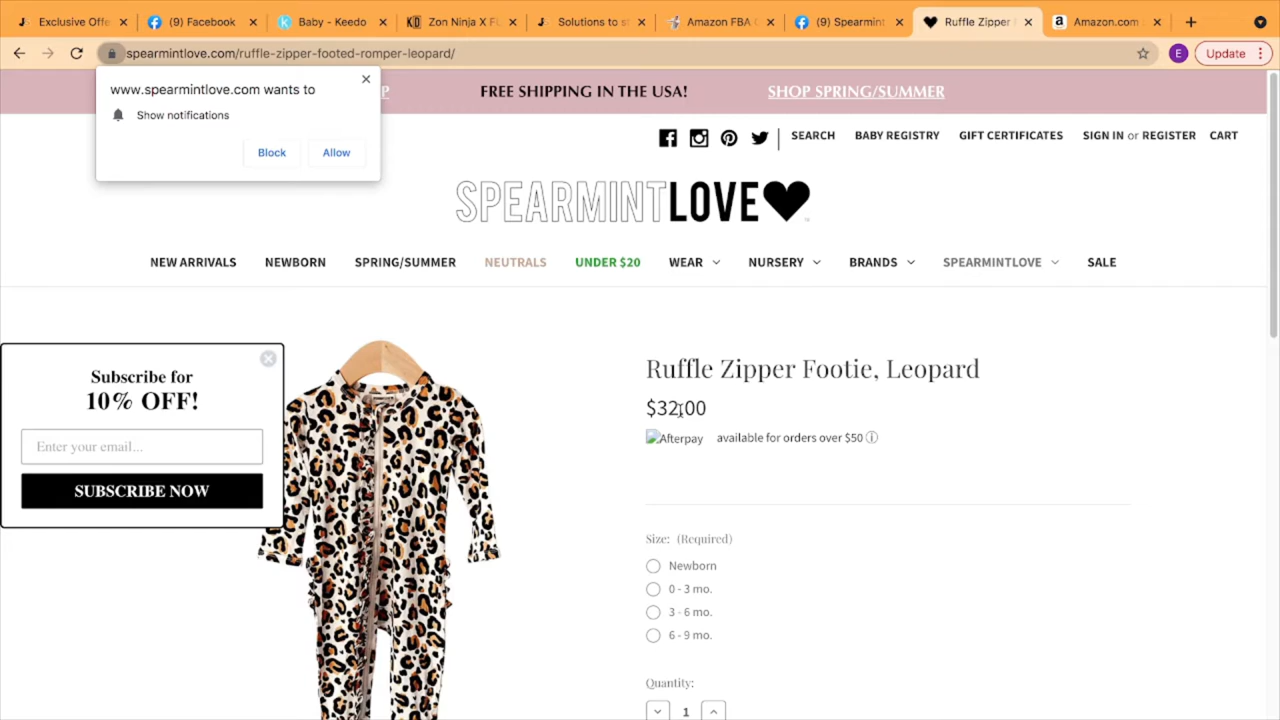 Exclusive Offe
(9) Facebook
Baby - Keedo
Zon Ninja X FL
Solutions to st
Amazon FBA C
(9) Spearmint
Ruffle Zipper F
Amazon.com L
spearmintlove.com/ruffle-zipper-footed-romper-leopard/
E
Update
www.spearmintlove.com wants to
Show notifications
Block
Allow
P
FREE SHIPPING IN THE USA!
SHOP SPRING/SUMMER
SEARCH
BABY REGISTRY
GIFT CERTIFICATES
SIGN IN or REGISTER
CART
SPEARMINTLOVE
NEW ARRIVALS
NEWBORN
SPRING/SUMMER
NEUTRALS
UNDER $20
WEAR
NURSERY
BRANDS
SPEARMINTLOVE
SALE
Subscribe for
10% OFF!
Enter your email...
SUBSCRIBE NOW
Ruffle Zipper Footie, Leopard
$32.00
Afterpay available for orders over $50
Size: (Required)
Newborn
0 - 3 mo.
3 - 6 mo.
6 - 9 mo.
Quantity:
1